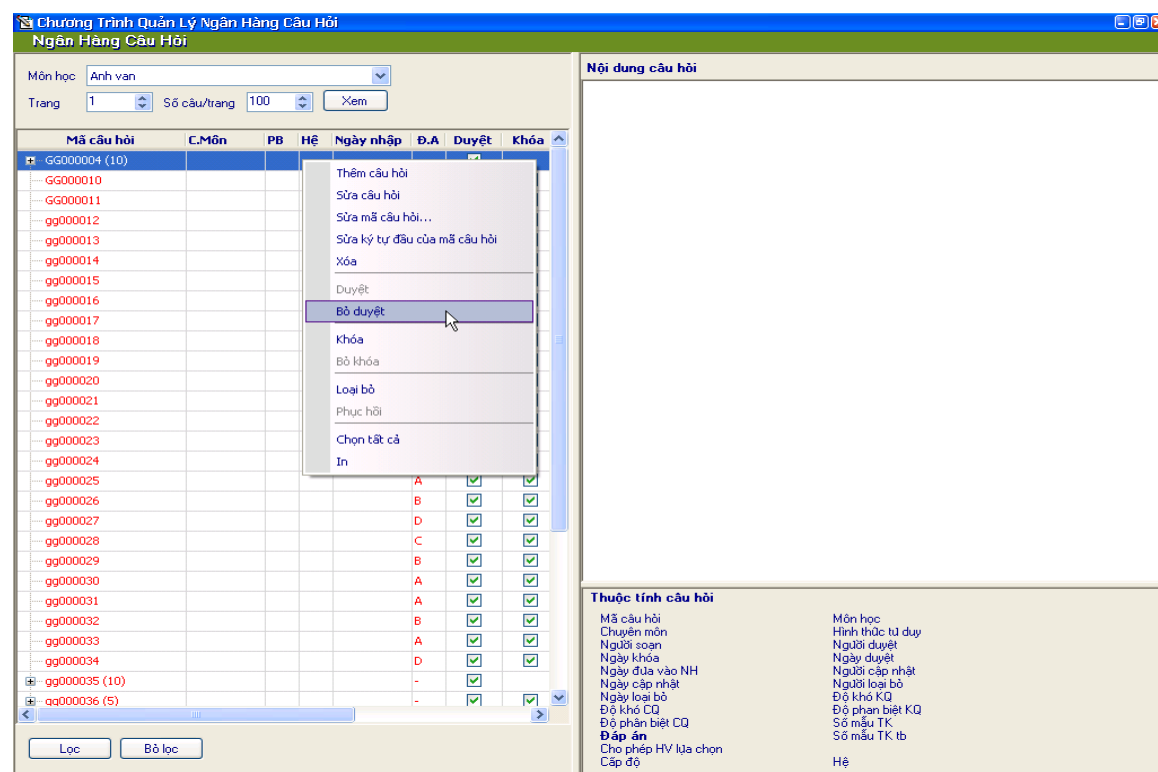 Chương Trình Quản Lý Ngân Hàng Câu Hỏi
Ngân Hàng Câu Hỏi
Môn học Anh van
Trang 1 Số câu/trang 100 Xem
Mã câu hỏi C.Môn PB Hệ Ngày nhập Đ.A Duyệt Khóa
GG000004 (10)
GG000010
GG000011
gg000012
gg000013
gg000014
gg000015
gg000016
gg000017
gg000018
gg000019
gg000020
gg000021
gg000022
gg000023
gg000024
gg000025 A
gg000026 B
gg000027 D
gg000028 C
gg000029 B
gg000030 A
gg000031 A
gg000032 B
gg000033 A
gg000034 D
gg000035 (10) -
gg000036 (5) -
Thêm câu hỏi
Sửa câu hỏi
Sửa mã câu hỏi...
Sửa ký tự đầu của mã câu hỏi
Xóa
Duyệt
Bỏ duyệt
Khóa
Bỏ khóa
Loại bỏ
Phục hồi
Chọn tất cả
In
Lọc Bỏ lọc
Nội dung câu hỏi
Thuộc tính câu hỏi
Mã câu hỏi Môn học
Chuyên môn Hình thức tư duy
Người soạn Người duyệt
Ngày khóa Ngày duyệt
Ngày đưa vào NH Người cập nhật
Ngày cập nhật Người loại bỏ
Ngày loại bỏ Độ khó KQ
Độ khó CQ Độ phan biệt KQ
Độ phân biệt CQ Số mẫu TK
Đáp án Số mẫu TK tb
Cho phép HV lựa chọn
Cấp độ Hệ